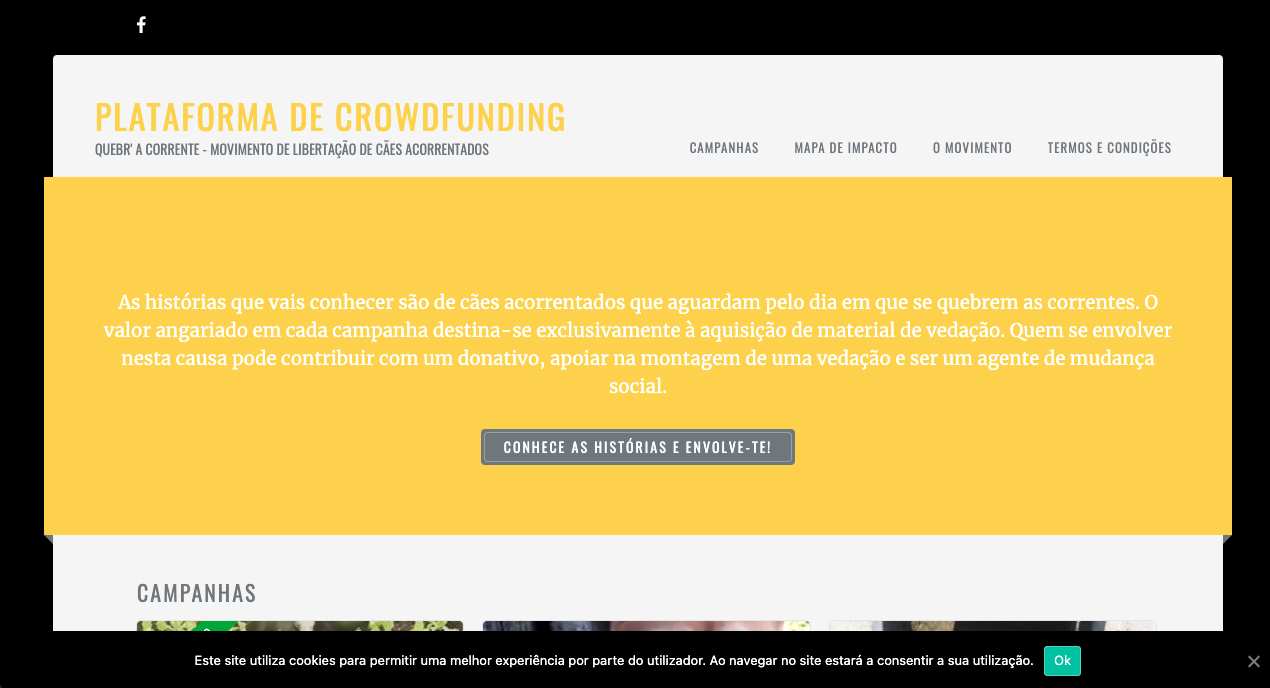 PLATAFORMA DE CROWDFUNDING
QUEBR' A CORRENTE - MOVIMENTO DE LIBERTAÇÃO DE CÃES ACORRENTADOS
CAMPANHAS MAPA DE IMPACTO O MOVIMENTO TERMOS E CONDIÇÕES
As histórias que vais conhecer são de cães acorrentados que aguardam pelo dia em que se quebrem as correntes. O
valor angariado em cada campanha destina-se exclusivamente à aquisição de material de vedação. Quem se envolver
nesta causa pode contribuir com um donativo, apoiar na montagem de uma vedação e ser um agente de mudança
social.
CONHECE AS HISTÓRIAS E ENVOLVE-TE!
CAMPANHAS
Este site utiliza cookies para permitir uma melhor experiência por parte do utilizador. Ao navegar no site estará a consentir a sua utilização. Ok